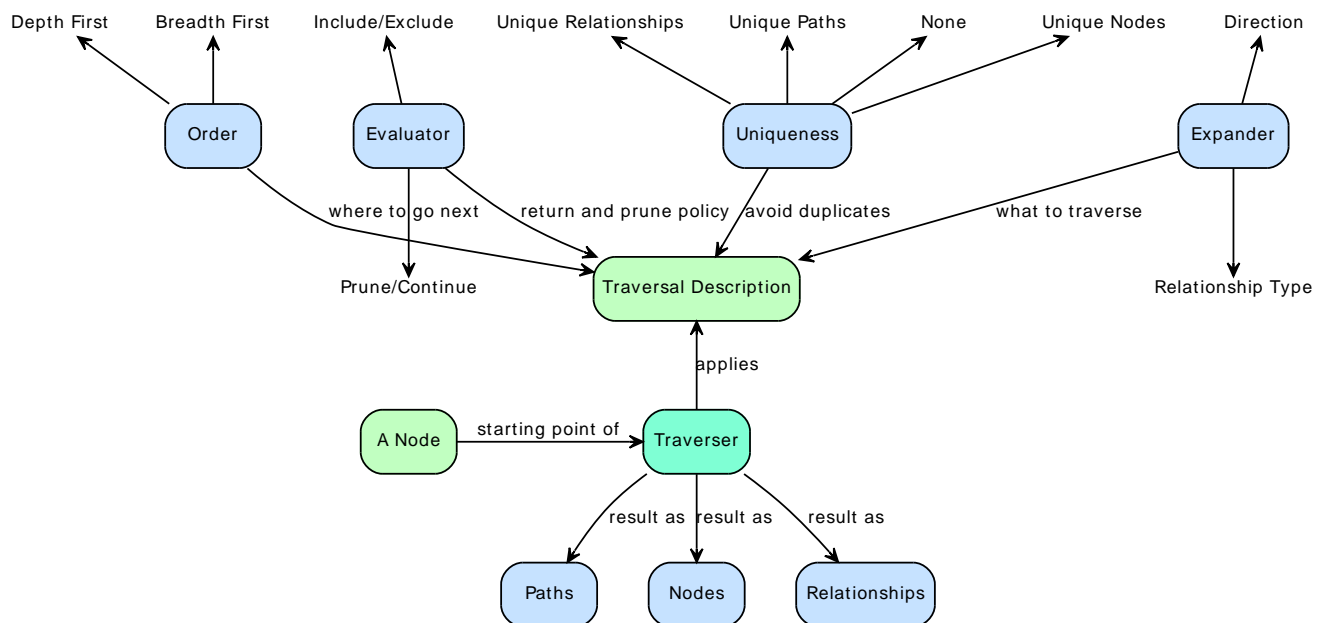 Depth First
Breadth First
Include/Exclude
Unique Relationships
Unique Paths
None
Unique Nodes
Direction
Order
Evaluator
Uniqueness
Expander
where to go next
return and prune policy
avoid duplicates
what to traverse
Prune/Continue
Traversal Description
Relationship Type
applies
A Node
starting point of
Traverser
result as
result as
result as
Paths
Nodes
Relationships